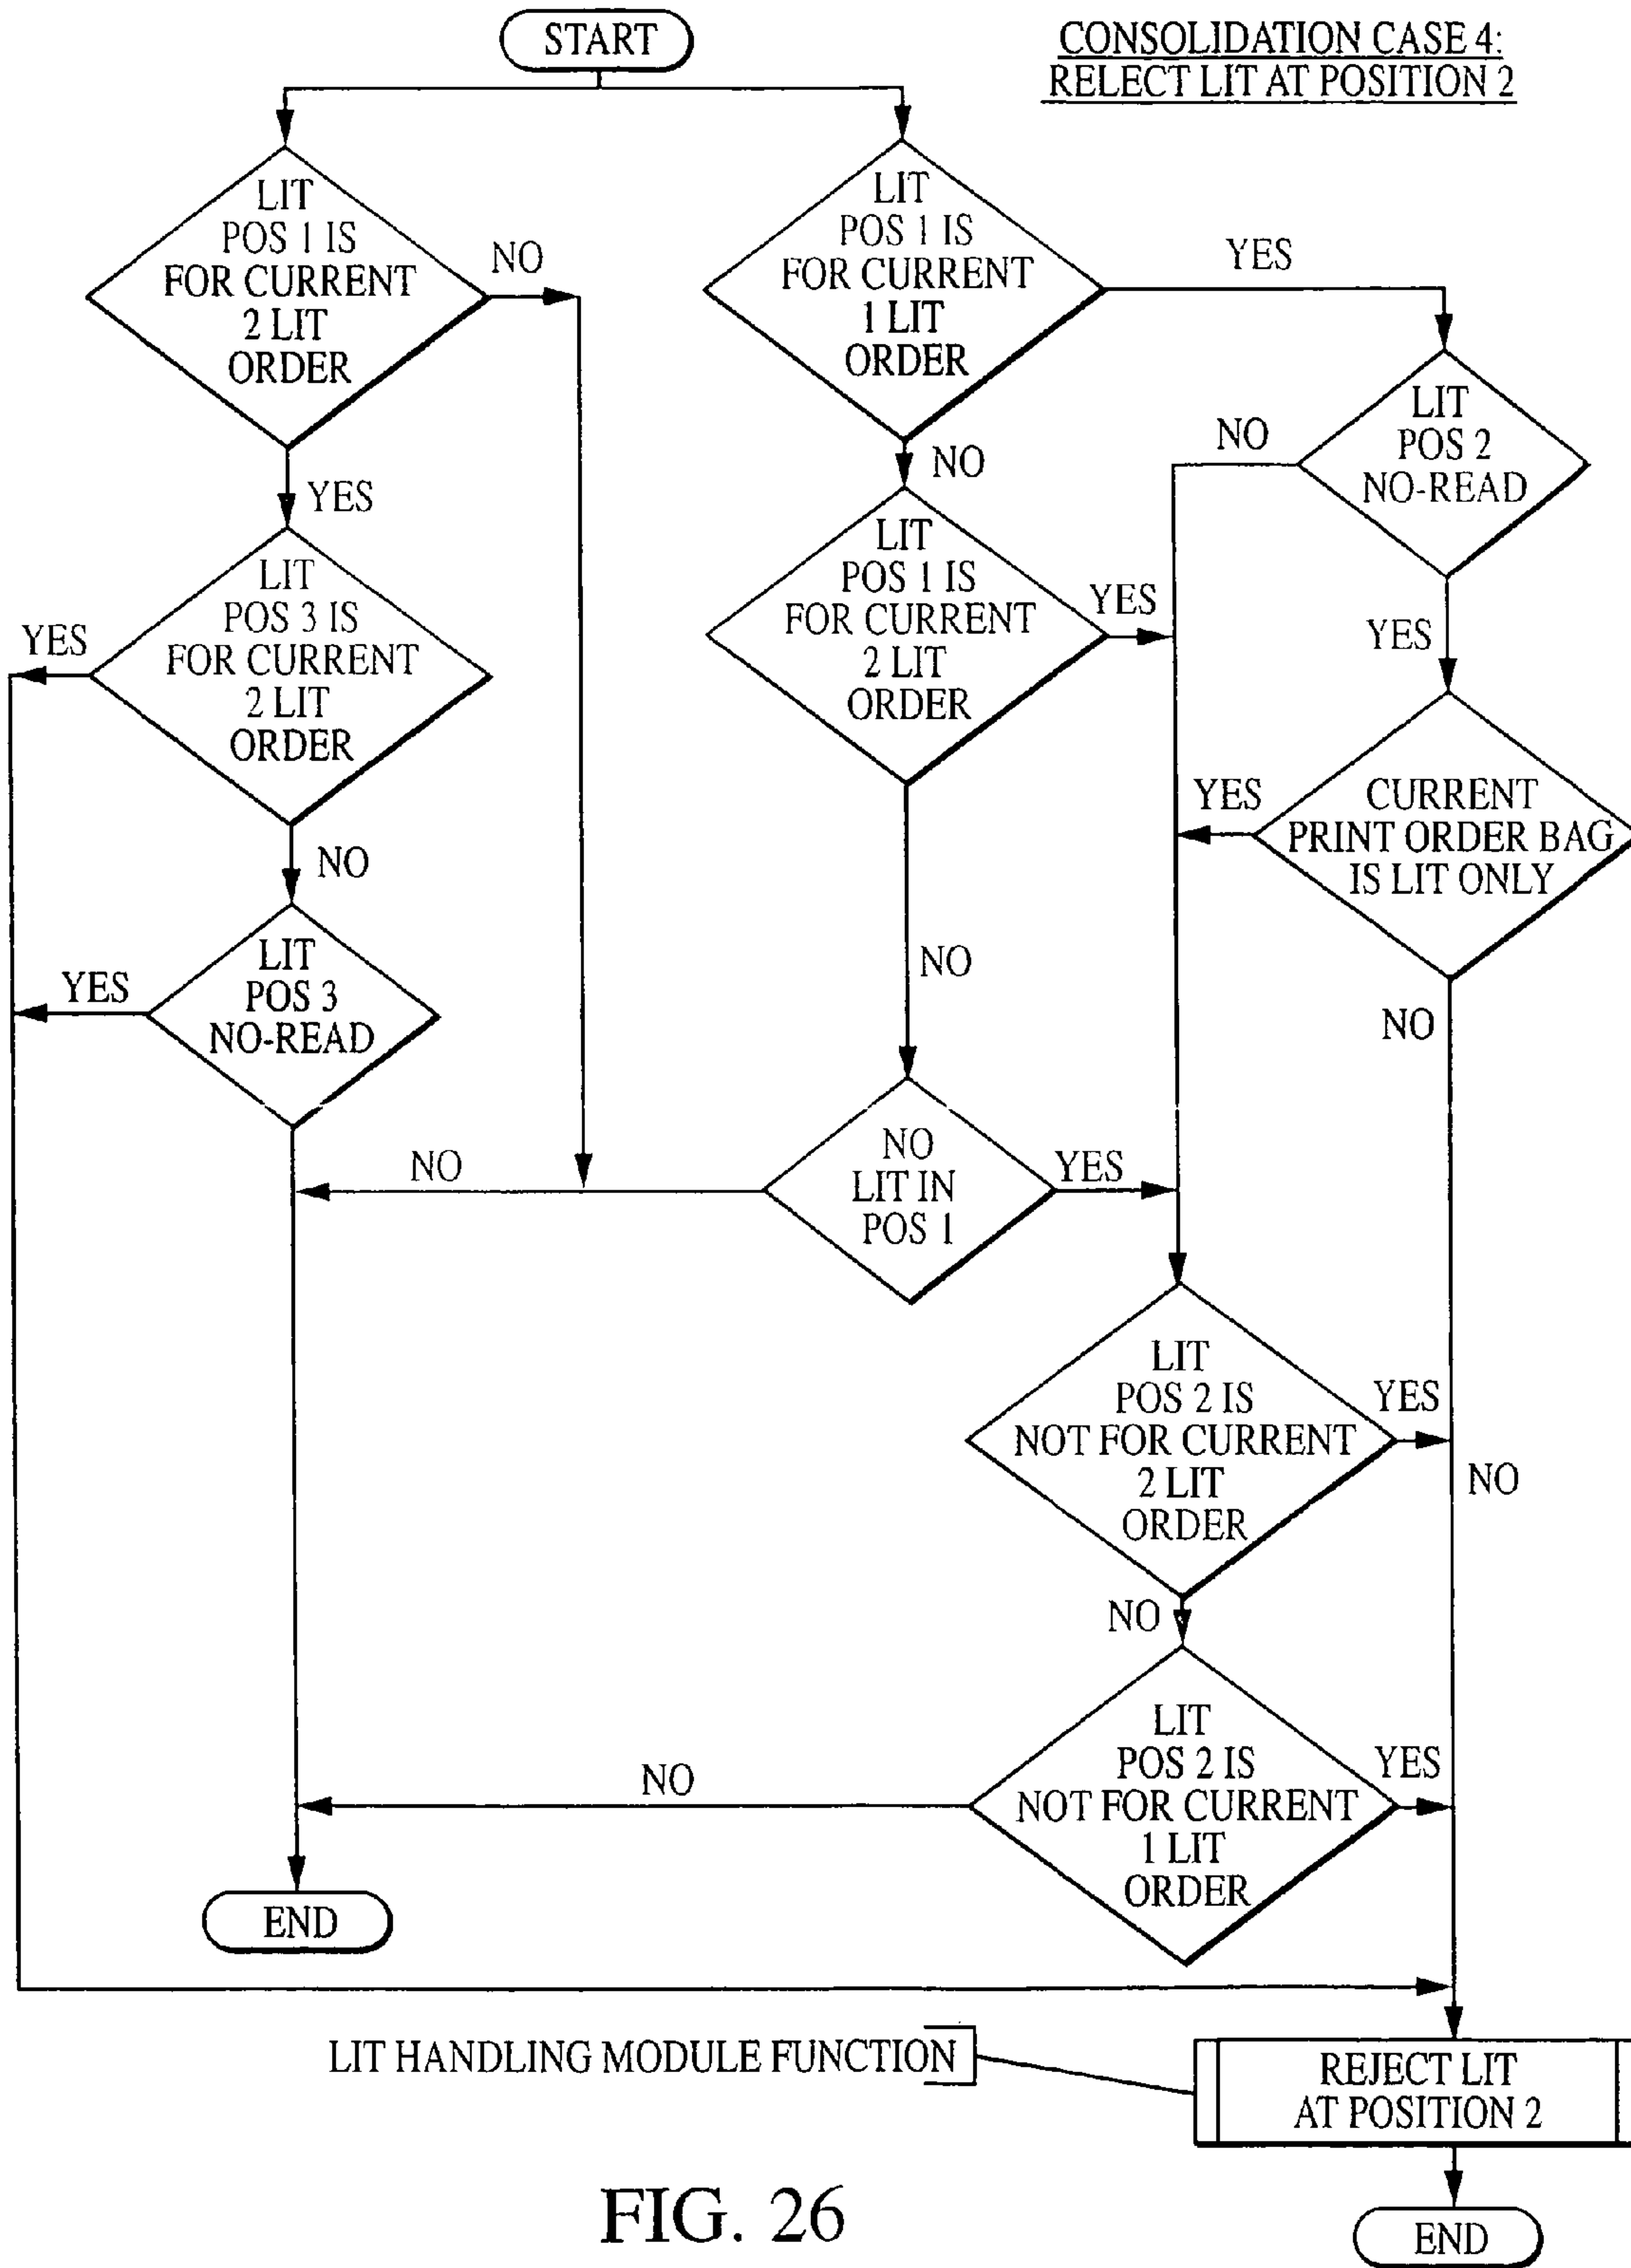 START
CONSOLIDATION CASE 4:
RELECT LIT AT POSITION 2
LIT
POS 1 IS
FOR CURRENT
2 LIT
ORDER
NO
LIT
POS 1 IS
FOR CURRENT
1 LIT
ORDER
YES
YES
NO
LIT
POS 2
NO-READ
NO
YES
LIT
POS 3 IS
FOR CURRENT
2 LIT
ORDER
YES
NO
LIT
POS 1 IS
FOR CURRENT
2 LIT
ORDER
YES
NO
CURRENT
PRINT ORDER BAG
IS LIT ONLY
YES
NO
LIT
POS 3
NO-READ
YES
NO
LIT IN
POS 1
NO
YES
LIT
POS 2 IS
NOT FOR CURRENT
2 LIT
ORDER
YES
NO
NO
LIT
POS 2 IS
NOT FOR CURRENT
1 LIT
ORDER
NO
YES
END
LIT HANDLING MODULE FUNCTION
REJECT LIT
AT POSITION 2
END
FIG. 26